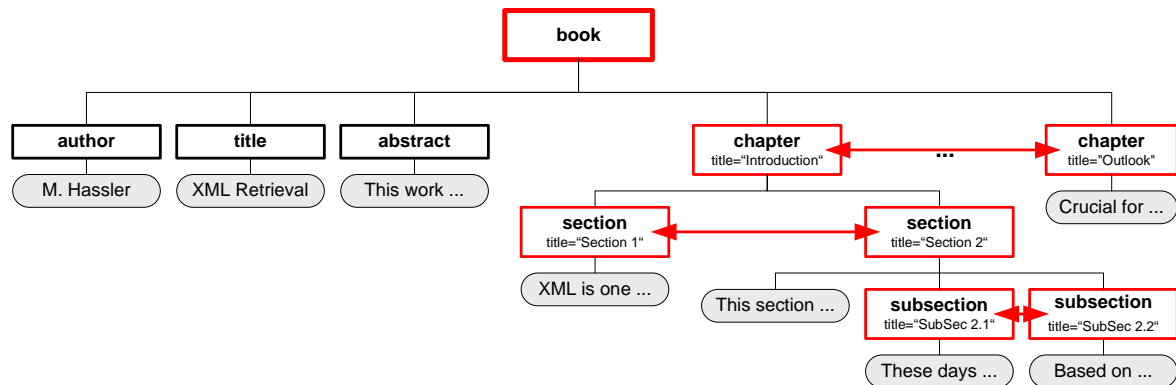 book
author
title
abstract
chapter
title=“Introduction“
...
chapter
title="Outlook"
M. Hassler
XML Retrieval
This work ...
Crucial for ...
section
title=“Section 1“
section
title=“Section 2“
XML is one ...
This section ...
subsection
title=“SubSec 2.1“
subsection
title=“SubSec 2.2“
These days ...
Based on ...